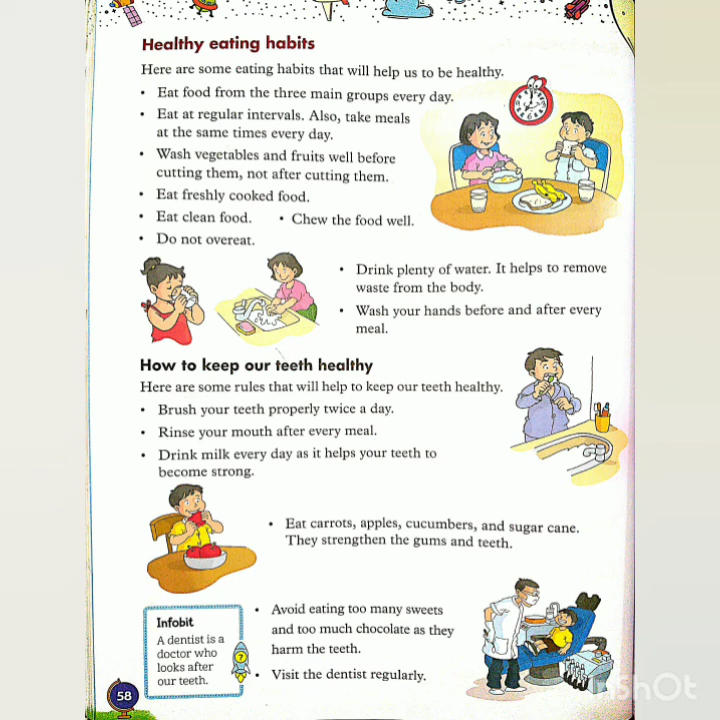 Healthy eating habits
Here are some eating habits that will help us to be healthy.
• Eat food from the three main groups every day.
• Eat at regular intervals. Also, take meals
at the same times every day.
• Wash vegetables and fruits well before
cutting them, not after cutting them.
• Eat freshly cooked food.
• Eat clean food. • Chew the food well.
• Do not overeat.
• Drink plenty of water. It helps to remove
waste from the body.
• Wash your hands before and after every
meal.
How to keep our teeth healthy
Here are some rules that will help to keep our teeth healthy.
• Brush your teeth properly twice a day.
• Rinse your mouth after every meal.
• Drink milk every day as it helps your teeth to
become strong.
• Eat carrots, apples, cucumbers, and sugar cane.
They strengthen the gums and teeth.
Infobit
A dentist is a
doctor who
looks after
our teeth.
?
• Avoid eating too many sweets
and too much chocolate as they
harm the teeth.
• Visit the dentist regularly.
58